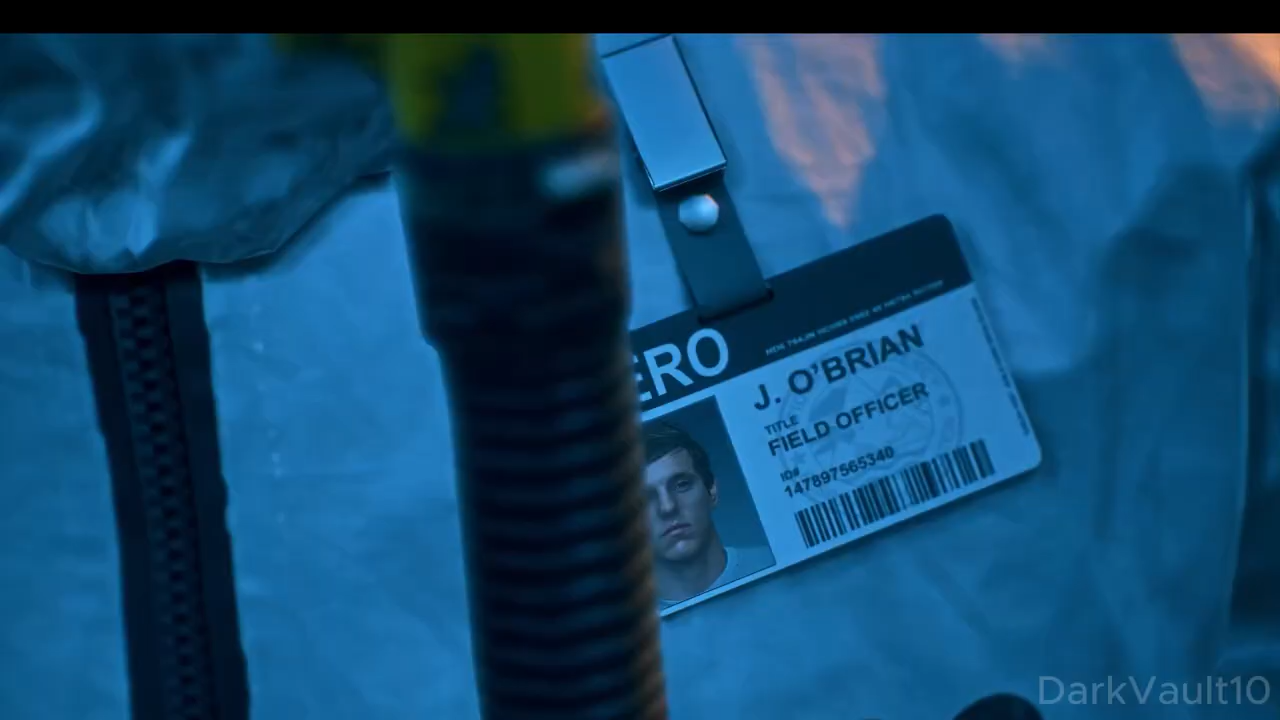 ERO
J. O'BRIAN
TITLE
FIELD OFFICER
ID#
147897565340
DarkVault10